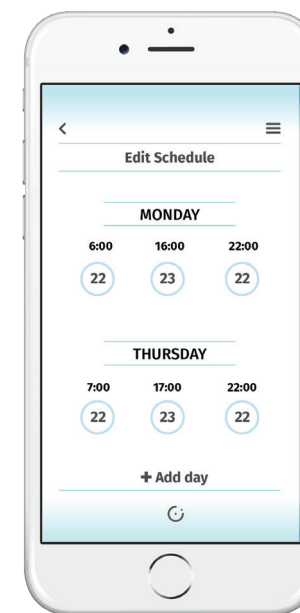 Edit Schedule
MONDAY
6:00 16:00 22:00
22 23 22
THURSDAY
7:00 17:00 22:00
22 23 22
+ Add day